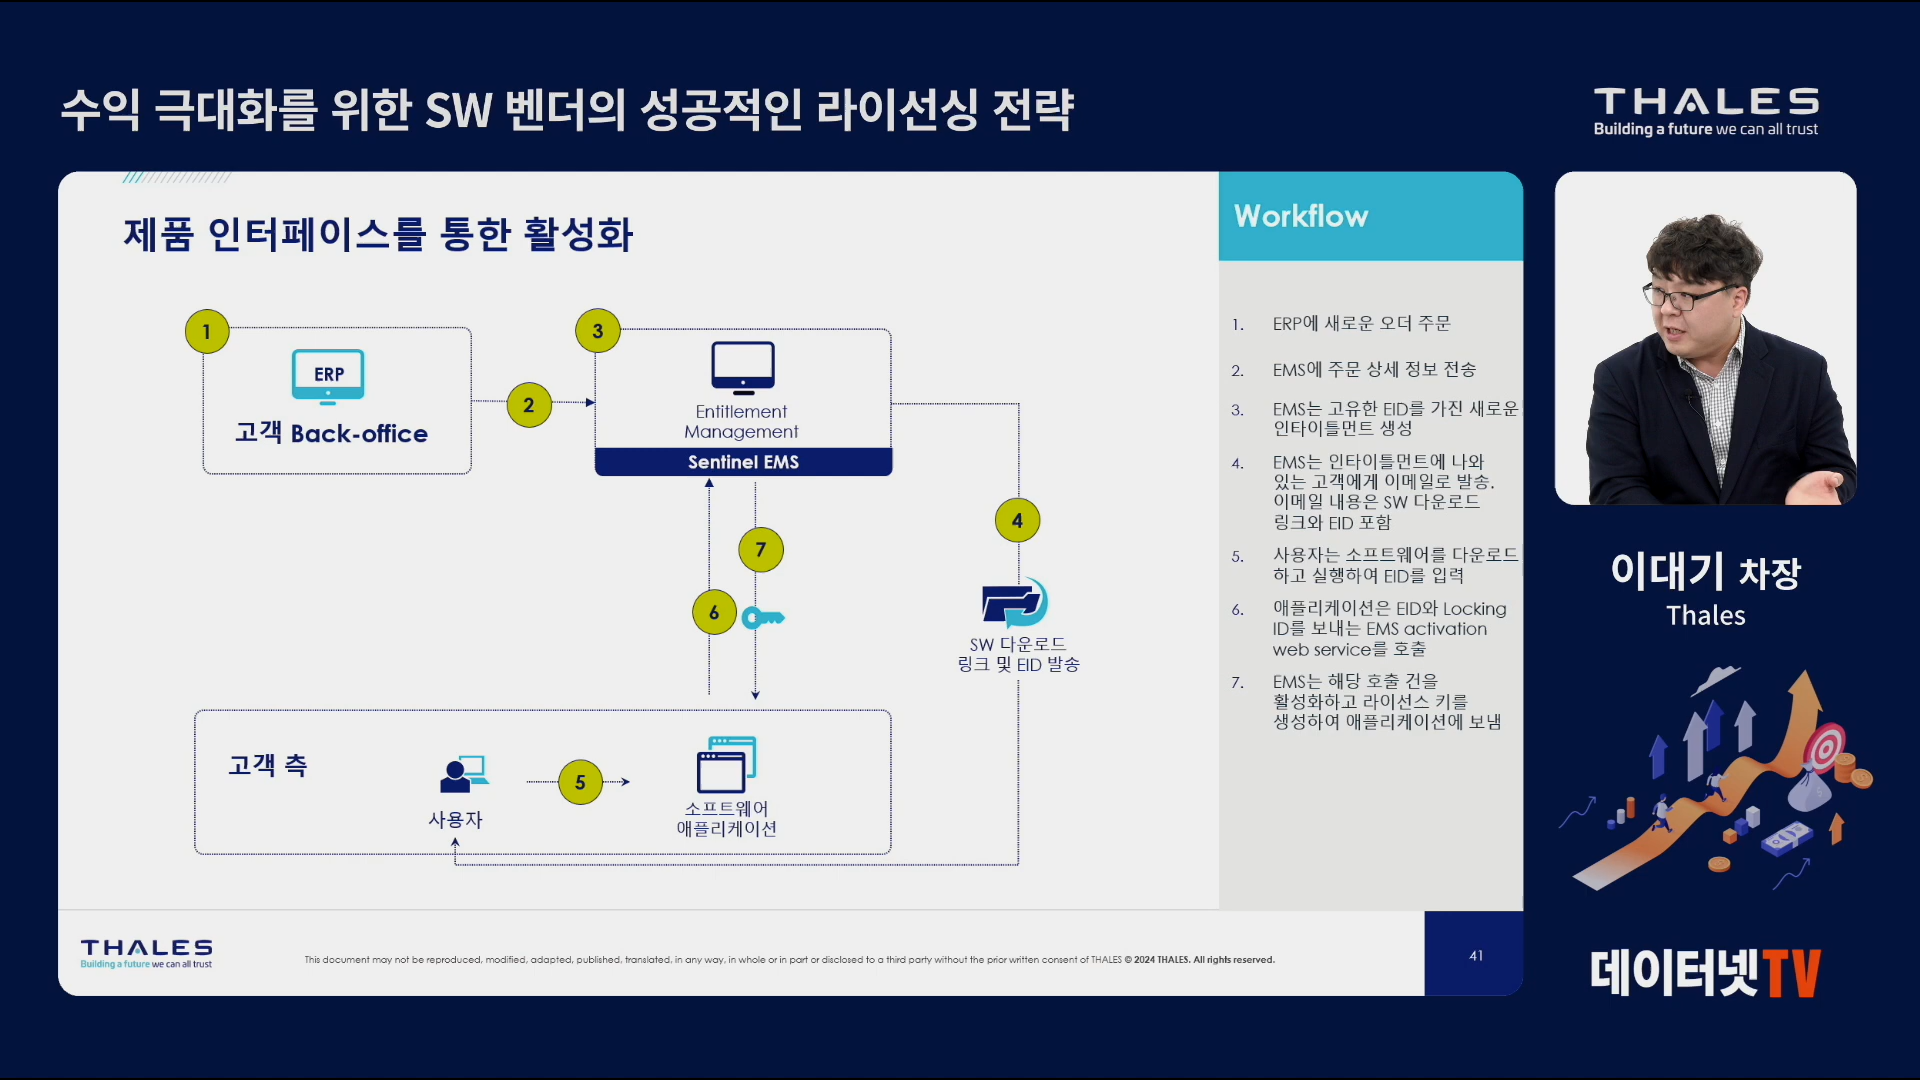 수익 극대화를 위한 SW 벤더의 성공적인 라이선싱 전략
THALES
Building a future we can all trust
제품 인터페이스를 통한 활성화
Workflow
1
ERP
고객 Back-office
2
3
Entitlement
Management
Sentinel EMS
4
SW 다운로드
링크 및 EID 발송
7
6
고객 측
사용자
5
소프트웨어
애플리케이션
1. ERP에 새로운 오더 주문
2. EMS에 주문 상세 정보 전송
3. EMS는 고유한 EID를 가진 새로운
인타이틀먼트 생성
4. EMS는 인타이틀먼트에 나와
있는 고객에게 이메일로 발송.
이메일 내용은 SW 다운로드
링크와 EID 포함
5. 사용자는 소프트웨어를 다운로드
하고 실행하여 EID를 입력
6. 애플리케이션은 EID와 Locking
ID를 보내는 EMS activation
web service를 호출
7. EMS는 해당 호출 건을
활성화하고 라이선스 키를
생성하여 애플리케이션에 보냄
이대기 차장
Thales
THALES
Building a future we can all trust
This document may not be reproduced, modified, adapted, published, translated, in any way, in whole or in part or disclosed to a third party without the prior written consent of THALES © 2024 THALES. All rights reserved.
41
데이터넷TV